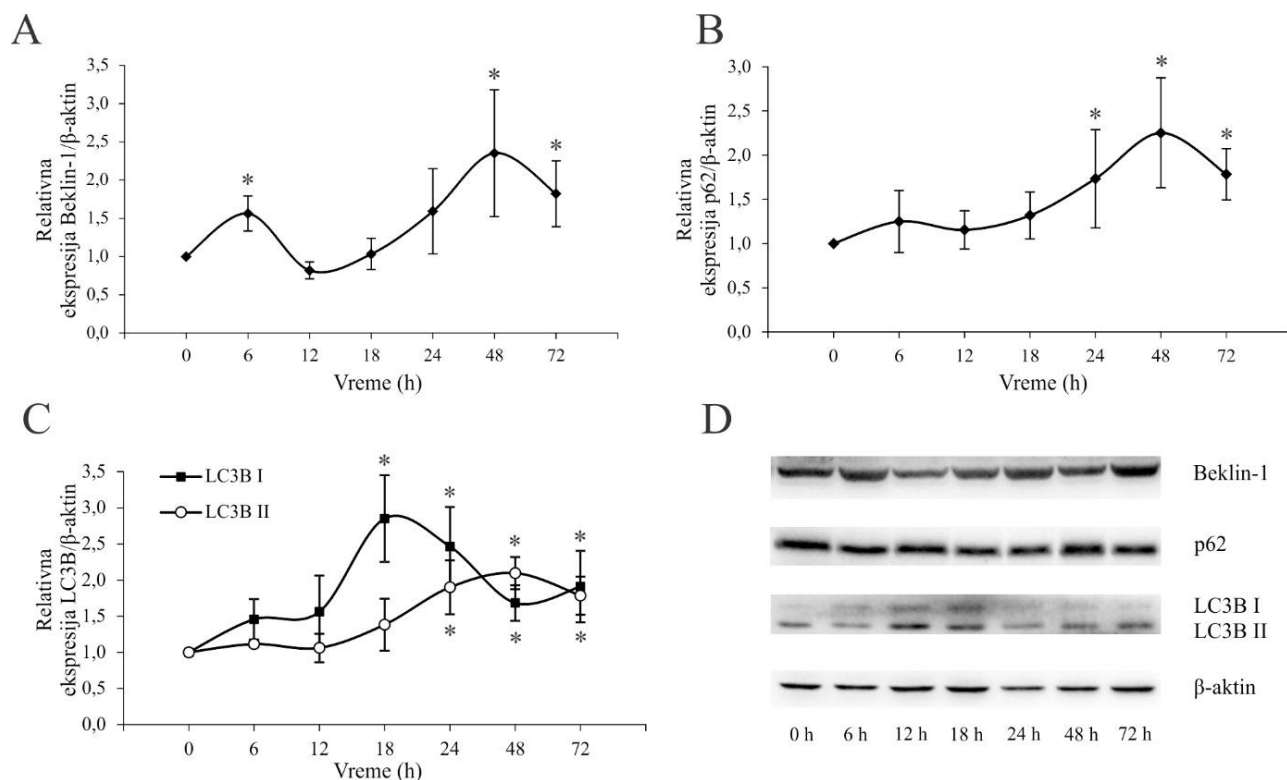 A
Relativna
ekspresija Beklin-1/β-aktin
3,5
3,0
2,5
2,0
1,5
1,0
0,5
0,0
*
*
*
0
6
12
18
24
48
72
Vreme (h)
B
Relativna
ekspresija p62/β-aktin
3,0
2,5
2,0
1,5
1,0
0,5
0,0
*
*
*
0
6
12
18
24
48
72
Vreme (h)
C
Relativna
ekspresija LC3B/β-aktin
3,5
3,0
2,5
2,0
1,5
1,0
0,5
0,0
LC3B I
LC3B II
*
*
*
*
*
*
*
0
6
12
18
24
48
72
Vreme (h)
D
Beklin-1
p62
LC3B I
LC3B II
β-aktin
0 h 6 h 12 h 18 h 24 h 48 h 72 h